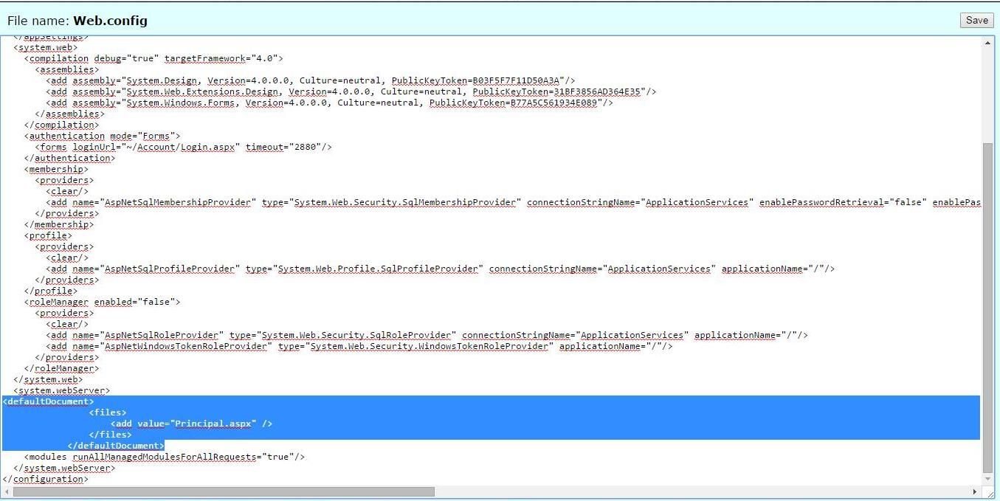 File name: Web.config
Save
</appSettings>
<system.web>
<compilation debug="true" targetFramework="4.0">
<assemblies>
<add assembly="System.Design, Version=4.0.0.0, Culture=neutral, PublicKeyToken=B03F5F7F11D50A3A"/>
<add assembly="System.Web.Extensions.Design, Version=4.0.0.0, Culture=neutral, PublicKeyToken=31BF3856AD364E35"/>
<add assembly="System.Windows.Forms, Version=4.0.0.0, Culture=neutral, PublicKeyToken=B77A5C561934E089"/>
</assemblies>
</compilation>
<authentication mode="Forms">
<forms loginUrl="~/Account/Login.aspx" timeout="2880"/>
</authentication>
<membership>
<providers>
<clear/>
<add name="AspNetSqlMembershipProvider" type="System.Web.Security.SqlMembershipProvider" connectionStringName="ApplicationServices" enablePasswordRetrieval="false" enablePas
</providers>
</membership>
<profile>
<providers>
<clear/>
<add name="AspNetSqlProfileProvider" type="System.Web.Profile.SqlProfileProvider" connectionStringName="ApplicationServices" applicationName="/"/>
</providers>
</profile>
<roleManager enabled="false">
<providers>
<clear/>
<add name="AspNetSqlRoleProvider" type="System.Web.Security.SqlRoleProvider" connectionStringName="ApplicationServices" applicationName="/"/>
<add name="AspNetWindowsTokenRoleProvider" type="System.Web.Security.WindowsTokenRoleProvider" applicationName="/"/>
</providers>
</roleManager>
</system.web>
<system.webServer>
<defaultDocument>
<files>
<add value="Principal.aspx" />
</files>
</defaultDocument>
<modules runAllManagedModulesForAllRequests="true"/>
</system.webServer>
</configuration>